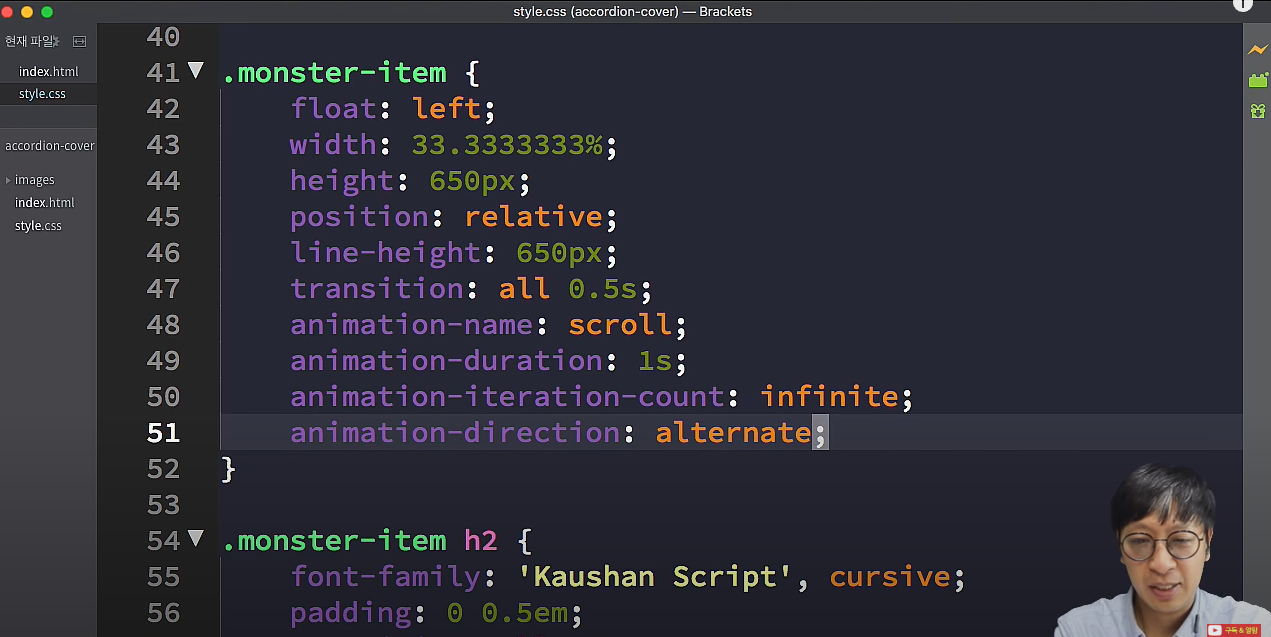 style.css (accordion-cover) — Brackets
현재 파일
index.html
style.css
accordion-cover
images
index.html
style.css
40
41 .monster-item {
42 float: left;
43 width: 33.3333333%;
44 height: 650px;
45 position: relative;
46 line-height: 650px;
47 transition: all 0.5s;
48 animation-name: scroll;
49 animation-duration: 1s;
50 animation-iteration-count: infinite;
51 animation-direction: alternate;
52 }
53
54 .monster-item h2 {
55 font-family: 'Kaushan Script', cursive;
56 padding: 0 0.5em;
구독 & 알림